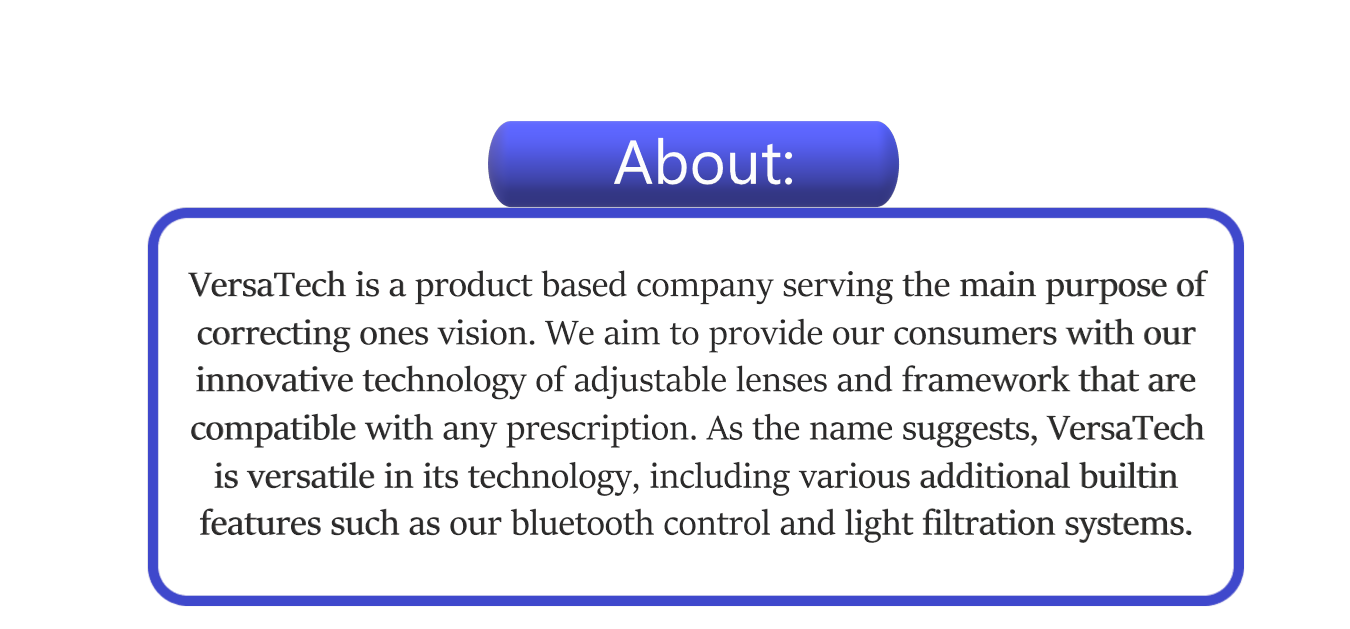 About:
VersaTech is a product based company serving the main purpose of
correcting ones vision. We aim to provide our consumers with our
innovative technology of adjustable lenses and framework that are
compatible with any prescription. As the name suggests, VersaTech
is versatile in its technology, including various additional builtin
features such as our bluetooth control and light filtration systems.